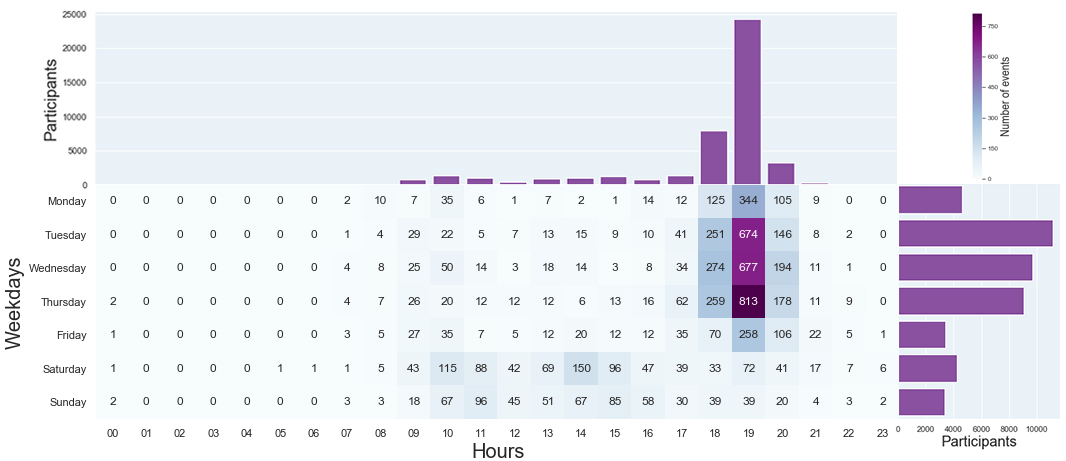 25000
20000
15000
10000
5000
0
Participants
750
600
450
300
150
0
Number of events
Weekdays
Monday 0 0 0 0 0 0 0 2 10 7 35 6 1 7 2 1 14 12 125 344 105 9 0 0
Tuesday 0 0 0 0 0 0 0 1 4 29 22 5 7 13 15 9 10 41 251 674 146 8 2 0
Wednesday 0 0 0 0 0 0 0 4 8 25 50 14 3 18 14 3 8 34 274 677 194 11 1 0
Thursday 2 0 0 0 0 0 0 4 7 26 20 12 12 12 6 13 16 62 259 813 178 11 9 0
Friday 1 0 0 0 0 0 0 3 5 27 35 7 5 12 20 12 12 35 70 258 106 22 5 1
Saturday 1 0 0 0 0 1 1 1 5 43 115 88 42 69 150 96 47 39 33 72 41 17 7 6
Sunday 2 0 0 0 0 0 0 3 3 18 67 96 45 51 67 85 58 30 39 39 20 4 3 2
00 01 02 03 04 05 06 07 08 09 10 11 12 13 14 15 16 17 18 19 20 21 22 23
Hours
0 2000 4000 6000 8000 10000
Participants